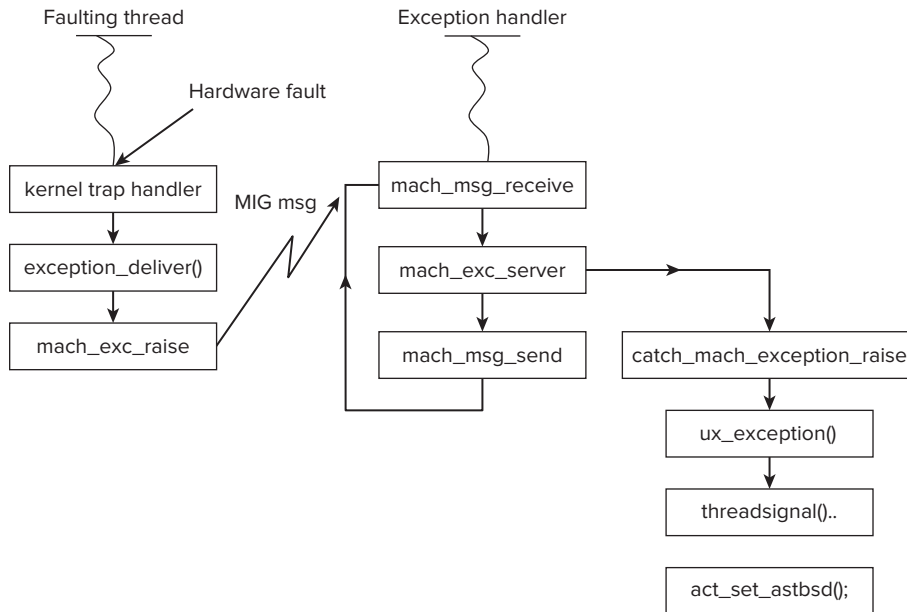 Faulting thread
Exception handler
Hardware fault
kernel trap handler
MIG msg
mach_msg_receive
exception_deliver()
mach_exc_server
mach_exc_raise
mach_msg_send
catch_mach_exception_raise
ux_exception()
threadsignal()..
act_set_astbsd();